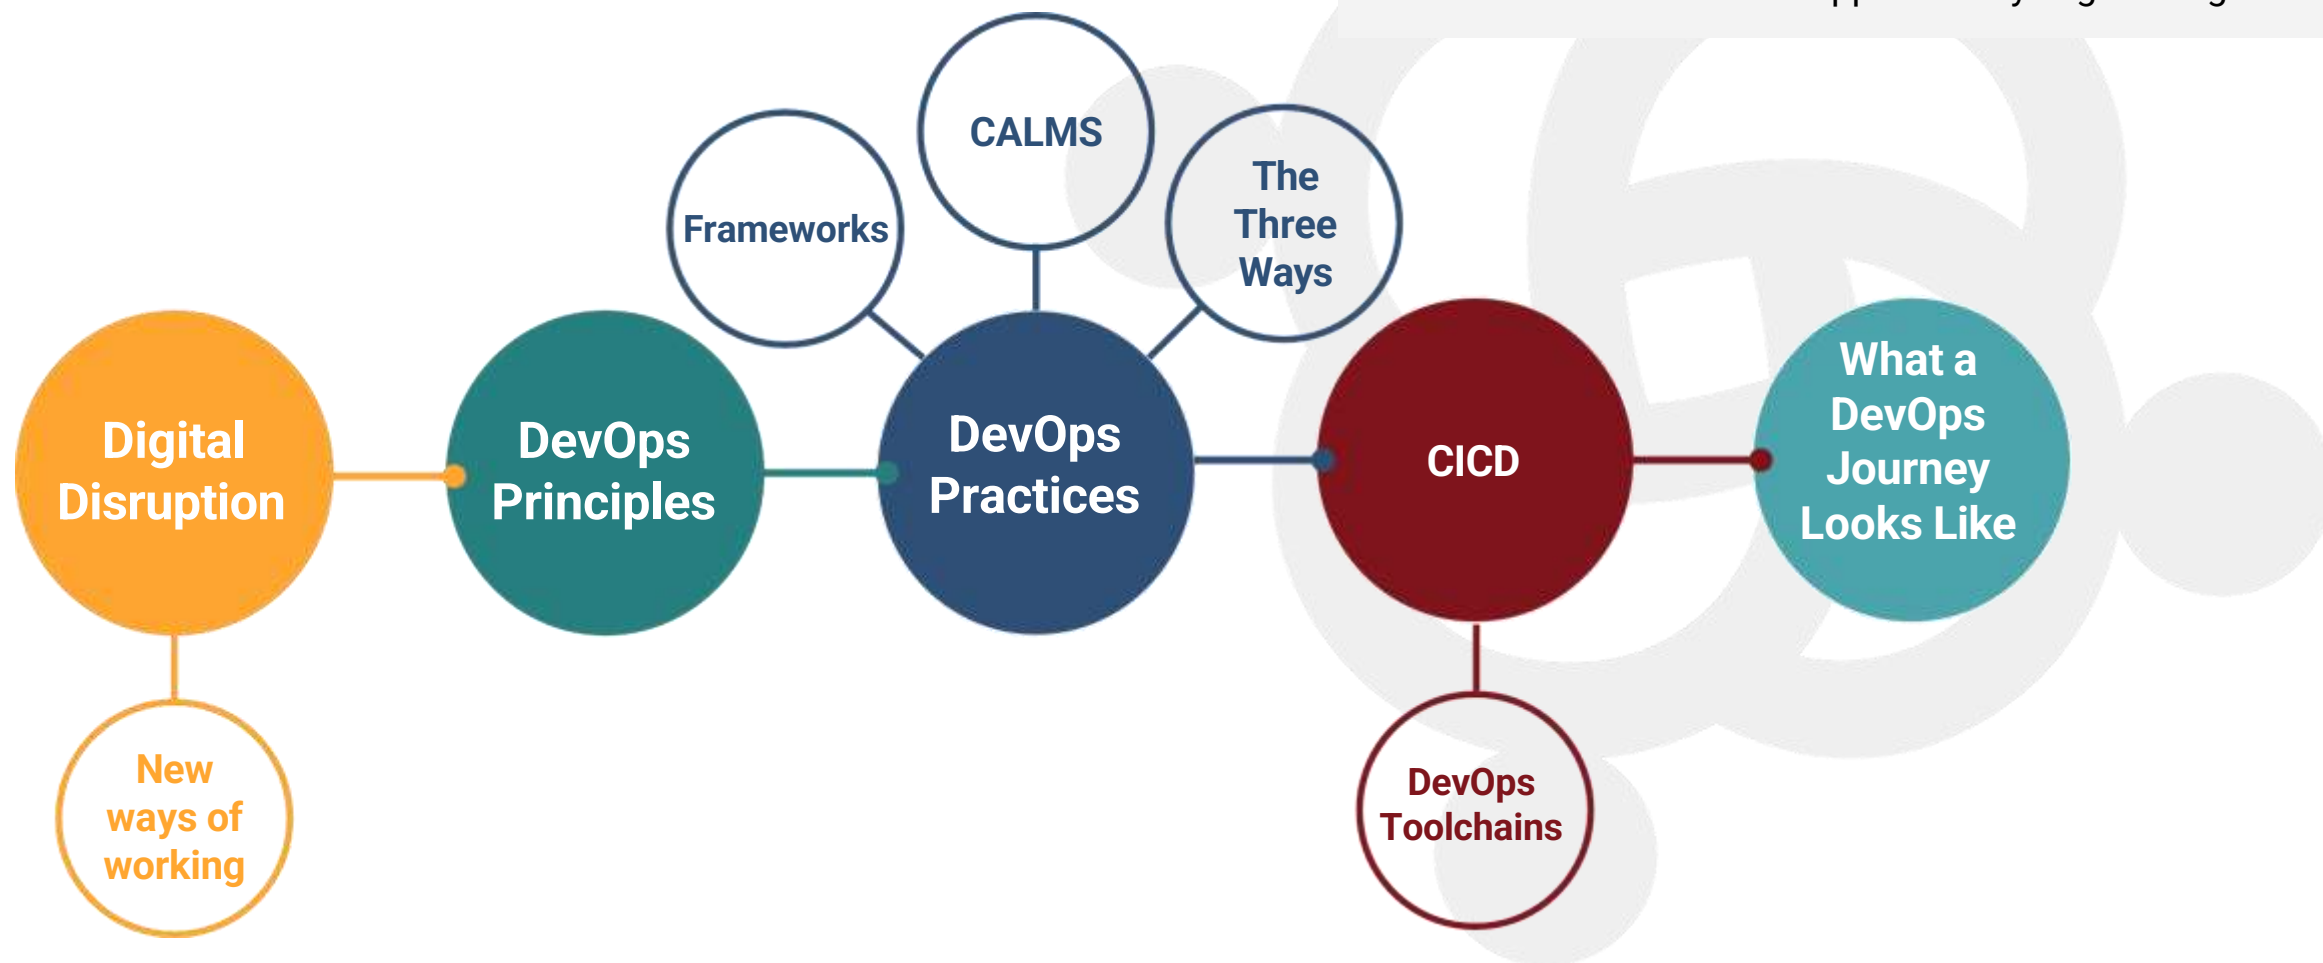 CALMS
Frameworks
The
Three
Ways
Digital
Disruption
DevOps
Principles
DevOps
Practices
CICD
What a
DevOps
Journey
Looks Like
New
ways of
working
DevOps
Toolchains